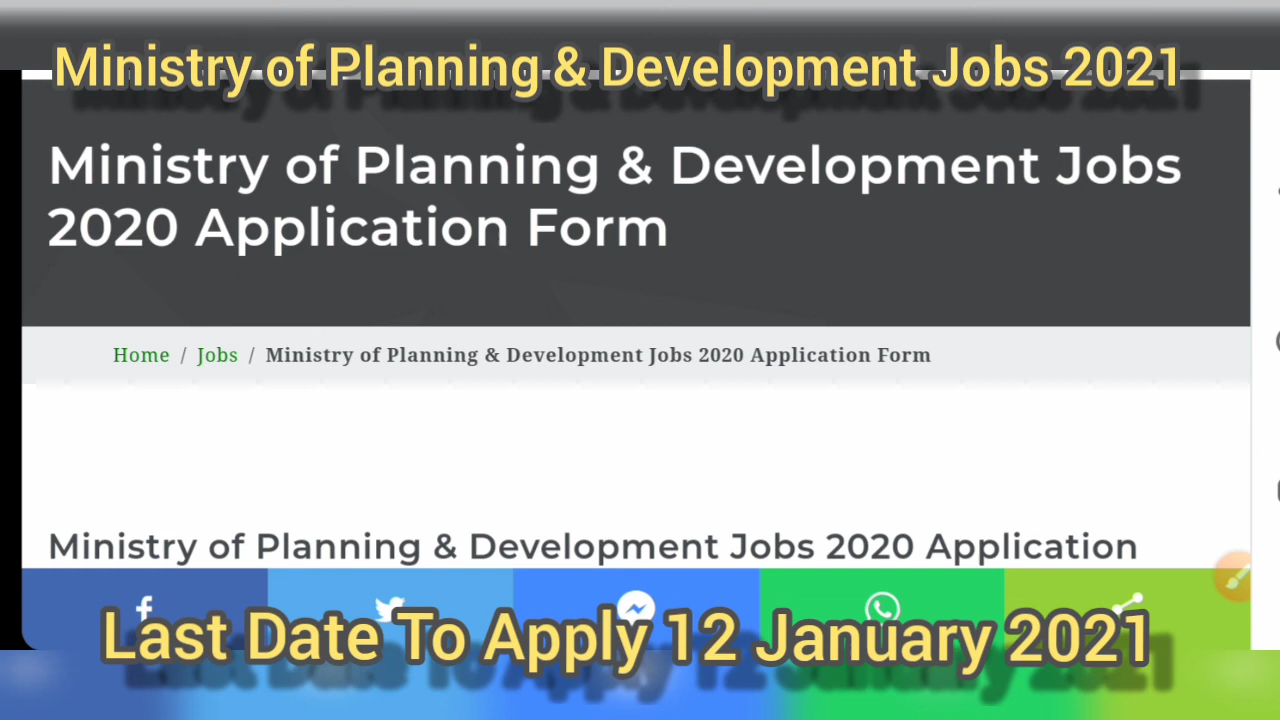 Ministry of Planning & Development Jobs 2021
Ministry of Planning & Development Jobs
2020 Application Form
Home / Jobs / Ministry of Planning & Development Jobs 2020 Application Form
Ministry of Planning & Development Jobs 2020 Application
Last Date To Apply 12 January 2021